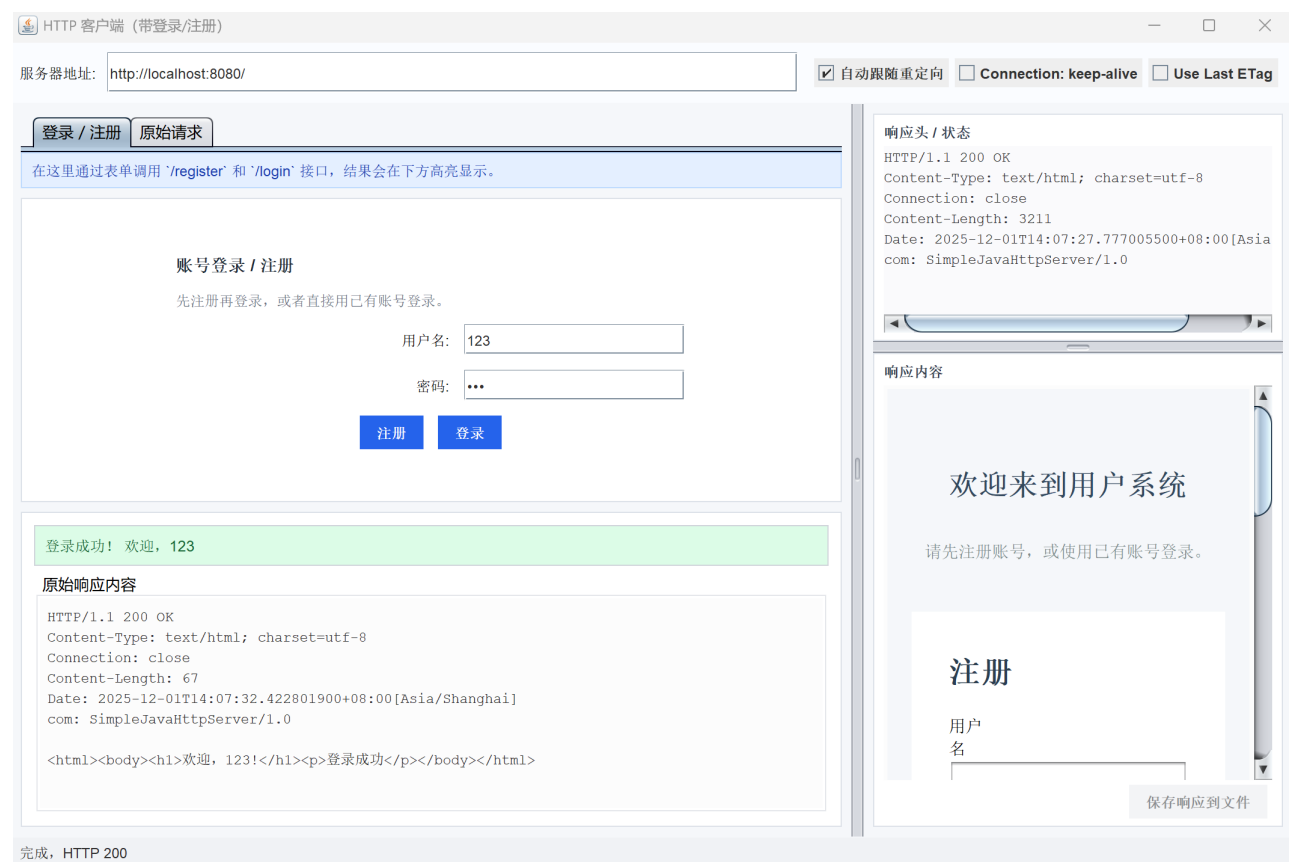 HTTP 客户端（带登录/注册）
服务器地址: http://localhost:8080/ 自动跟随重定向 Connection: keep-alive Use Last ETag
登录 / 注册 原始请求
在这里通过表单调用 `/register` 和 `/login` 接口，结果会在下方高亮显示。
账号登录 / 注册
先注册再登录，或者直接用已有账号登录。
用户名: 123
密码: •••
注册 登录
登录成功！ 欢迎，123
原始响应内容
HTTP/1.1 200 OK
Content-Type: text/html; charset=utf-8
Connection: close
Content-Length: 67
Date: 2025-12-01T14:07:32.422801900+08:00[Asia/Shanghai]
com: SimpleJavaHttpServer/1.0
<html><body><h1>欢迎，123!</h1><p>登录成功</p></body></html>
响应头 / 状态
HTTP/1.1 200 OK
Content-Type: text/html; charset=utf-8
Connection: close
Content-Length: 3211
Date: 2025-12-01T14:07:27.777005500+08:00[Asia
com: SimpleJavaHttpServer/1.0
响应内容
欢迎来到用户系统
请先注册账号，或使用已有账号登录。
注册
用户
名
保存响应到文件
完成，HTTP 200